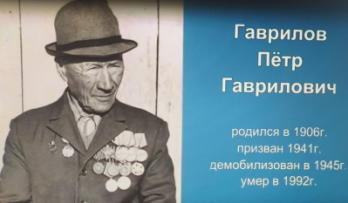 Гаврилов
Пётр
Гаврилович
родился в 1906г.
призван 1941г.
демобилизован в 1945г.
умер в 1992г.